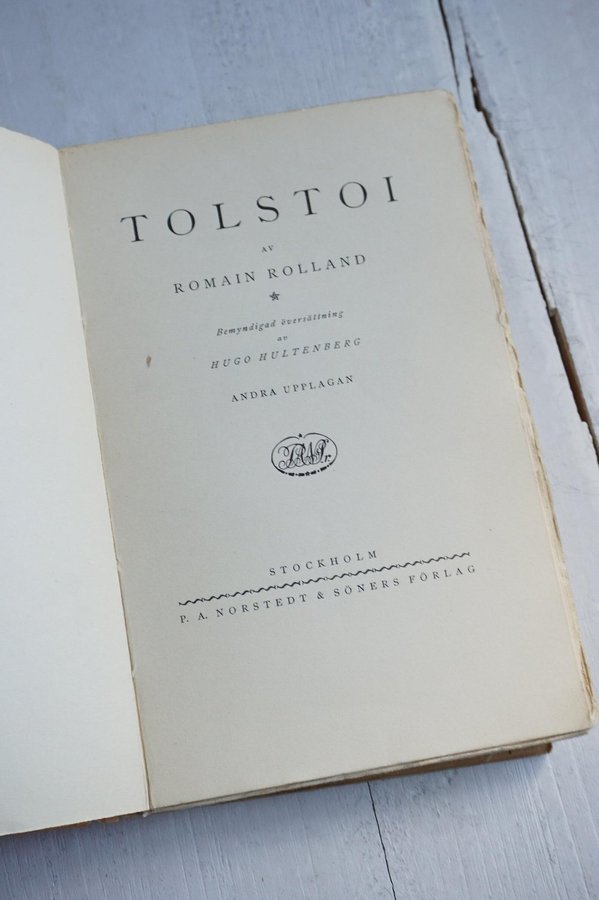 TOLSTOI
AV
ROMAIN ROLLAND
Bemyndigad översättning
av
HUGO HULTENBERG
ANDRA UPPLAGAN
STOCKHOLM
P. A. NORSTEDT & SÖNERS FÖRLAG